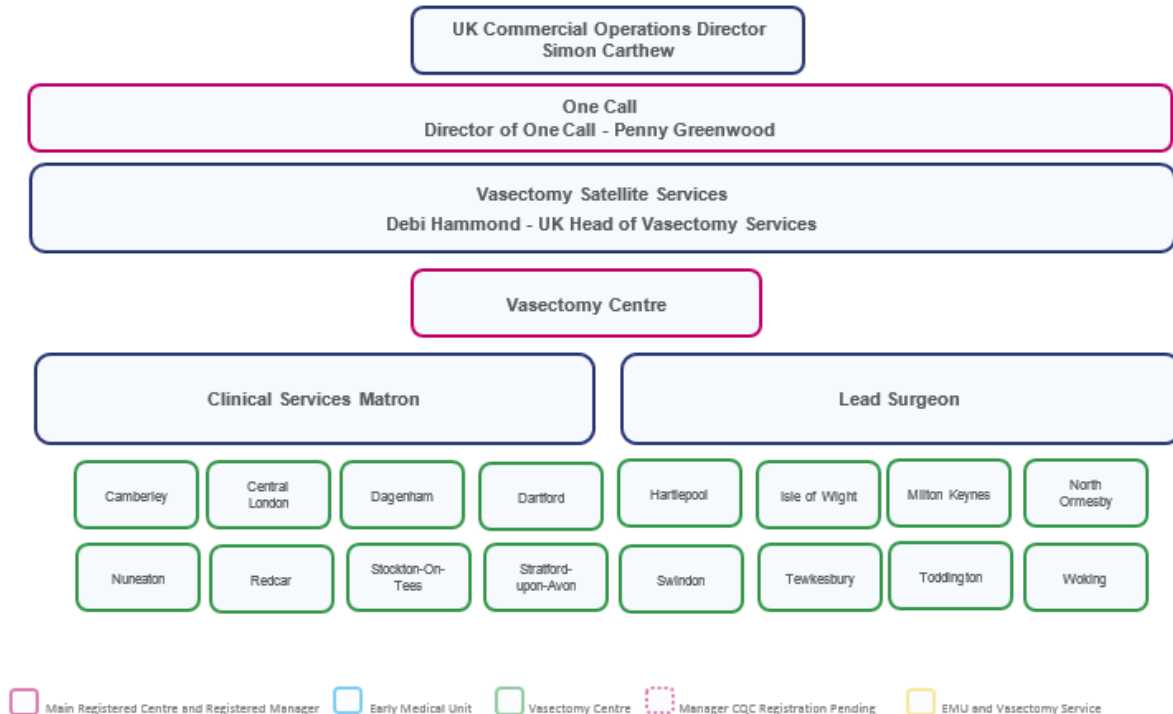 UK Commercial Operations Director
Simon Carthew
One Call
Director of One Call - Penny Greenwood
Vasectomy Satellite Services
Debi Hammond - UK Head of Vasectomy Services
Vasectomy Centre
Clinical Services Matron
Lead Surgeon
Camberley
Central
London
Dagenham
Dartford
Hartlepool
Isle of Wight
Milton Keynes
North
Ormesby
Nuneaton
Redcar
Stockton-On-
Tees
Stratford-
upon-Avon
Swindon
Tewkesbury
Toddington
Woking
Main Registered Centre and Registered Manager
Early Medical Unit
Vasectomy Centre
Manager CQC Registration Pending
EMU and Vasectomy Service